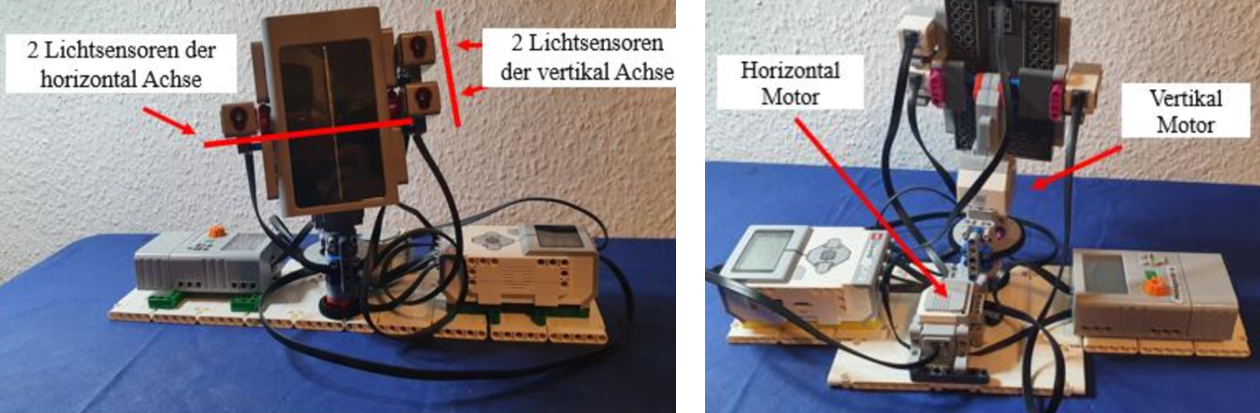 2 Lichtsensoren der
horizontal Achse
2 Lichtsensoren
der vertikal Achse
Horizontal
Motor
Vertikal
Motor